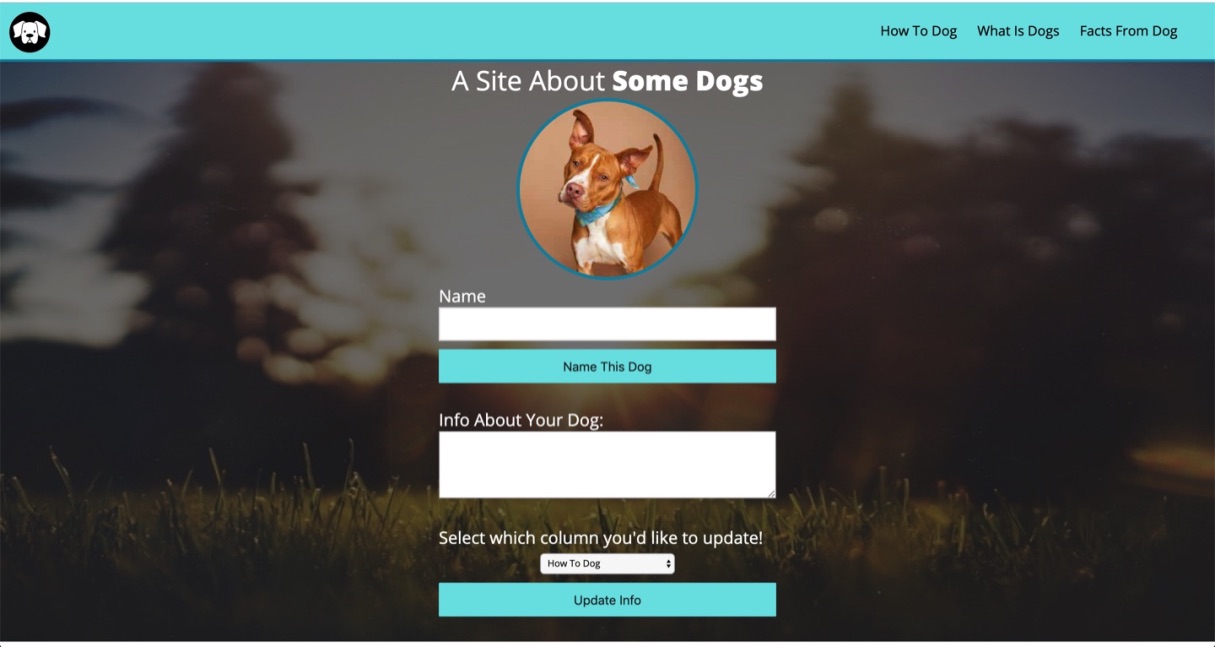 How To Dog What Is Dogs Facts From Dog
A Site About Some Dogs
Name
Name This Dog
Info About Your Dog:
Select which column you'd like to update!
How To Dog
Update Info